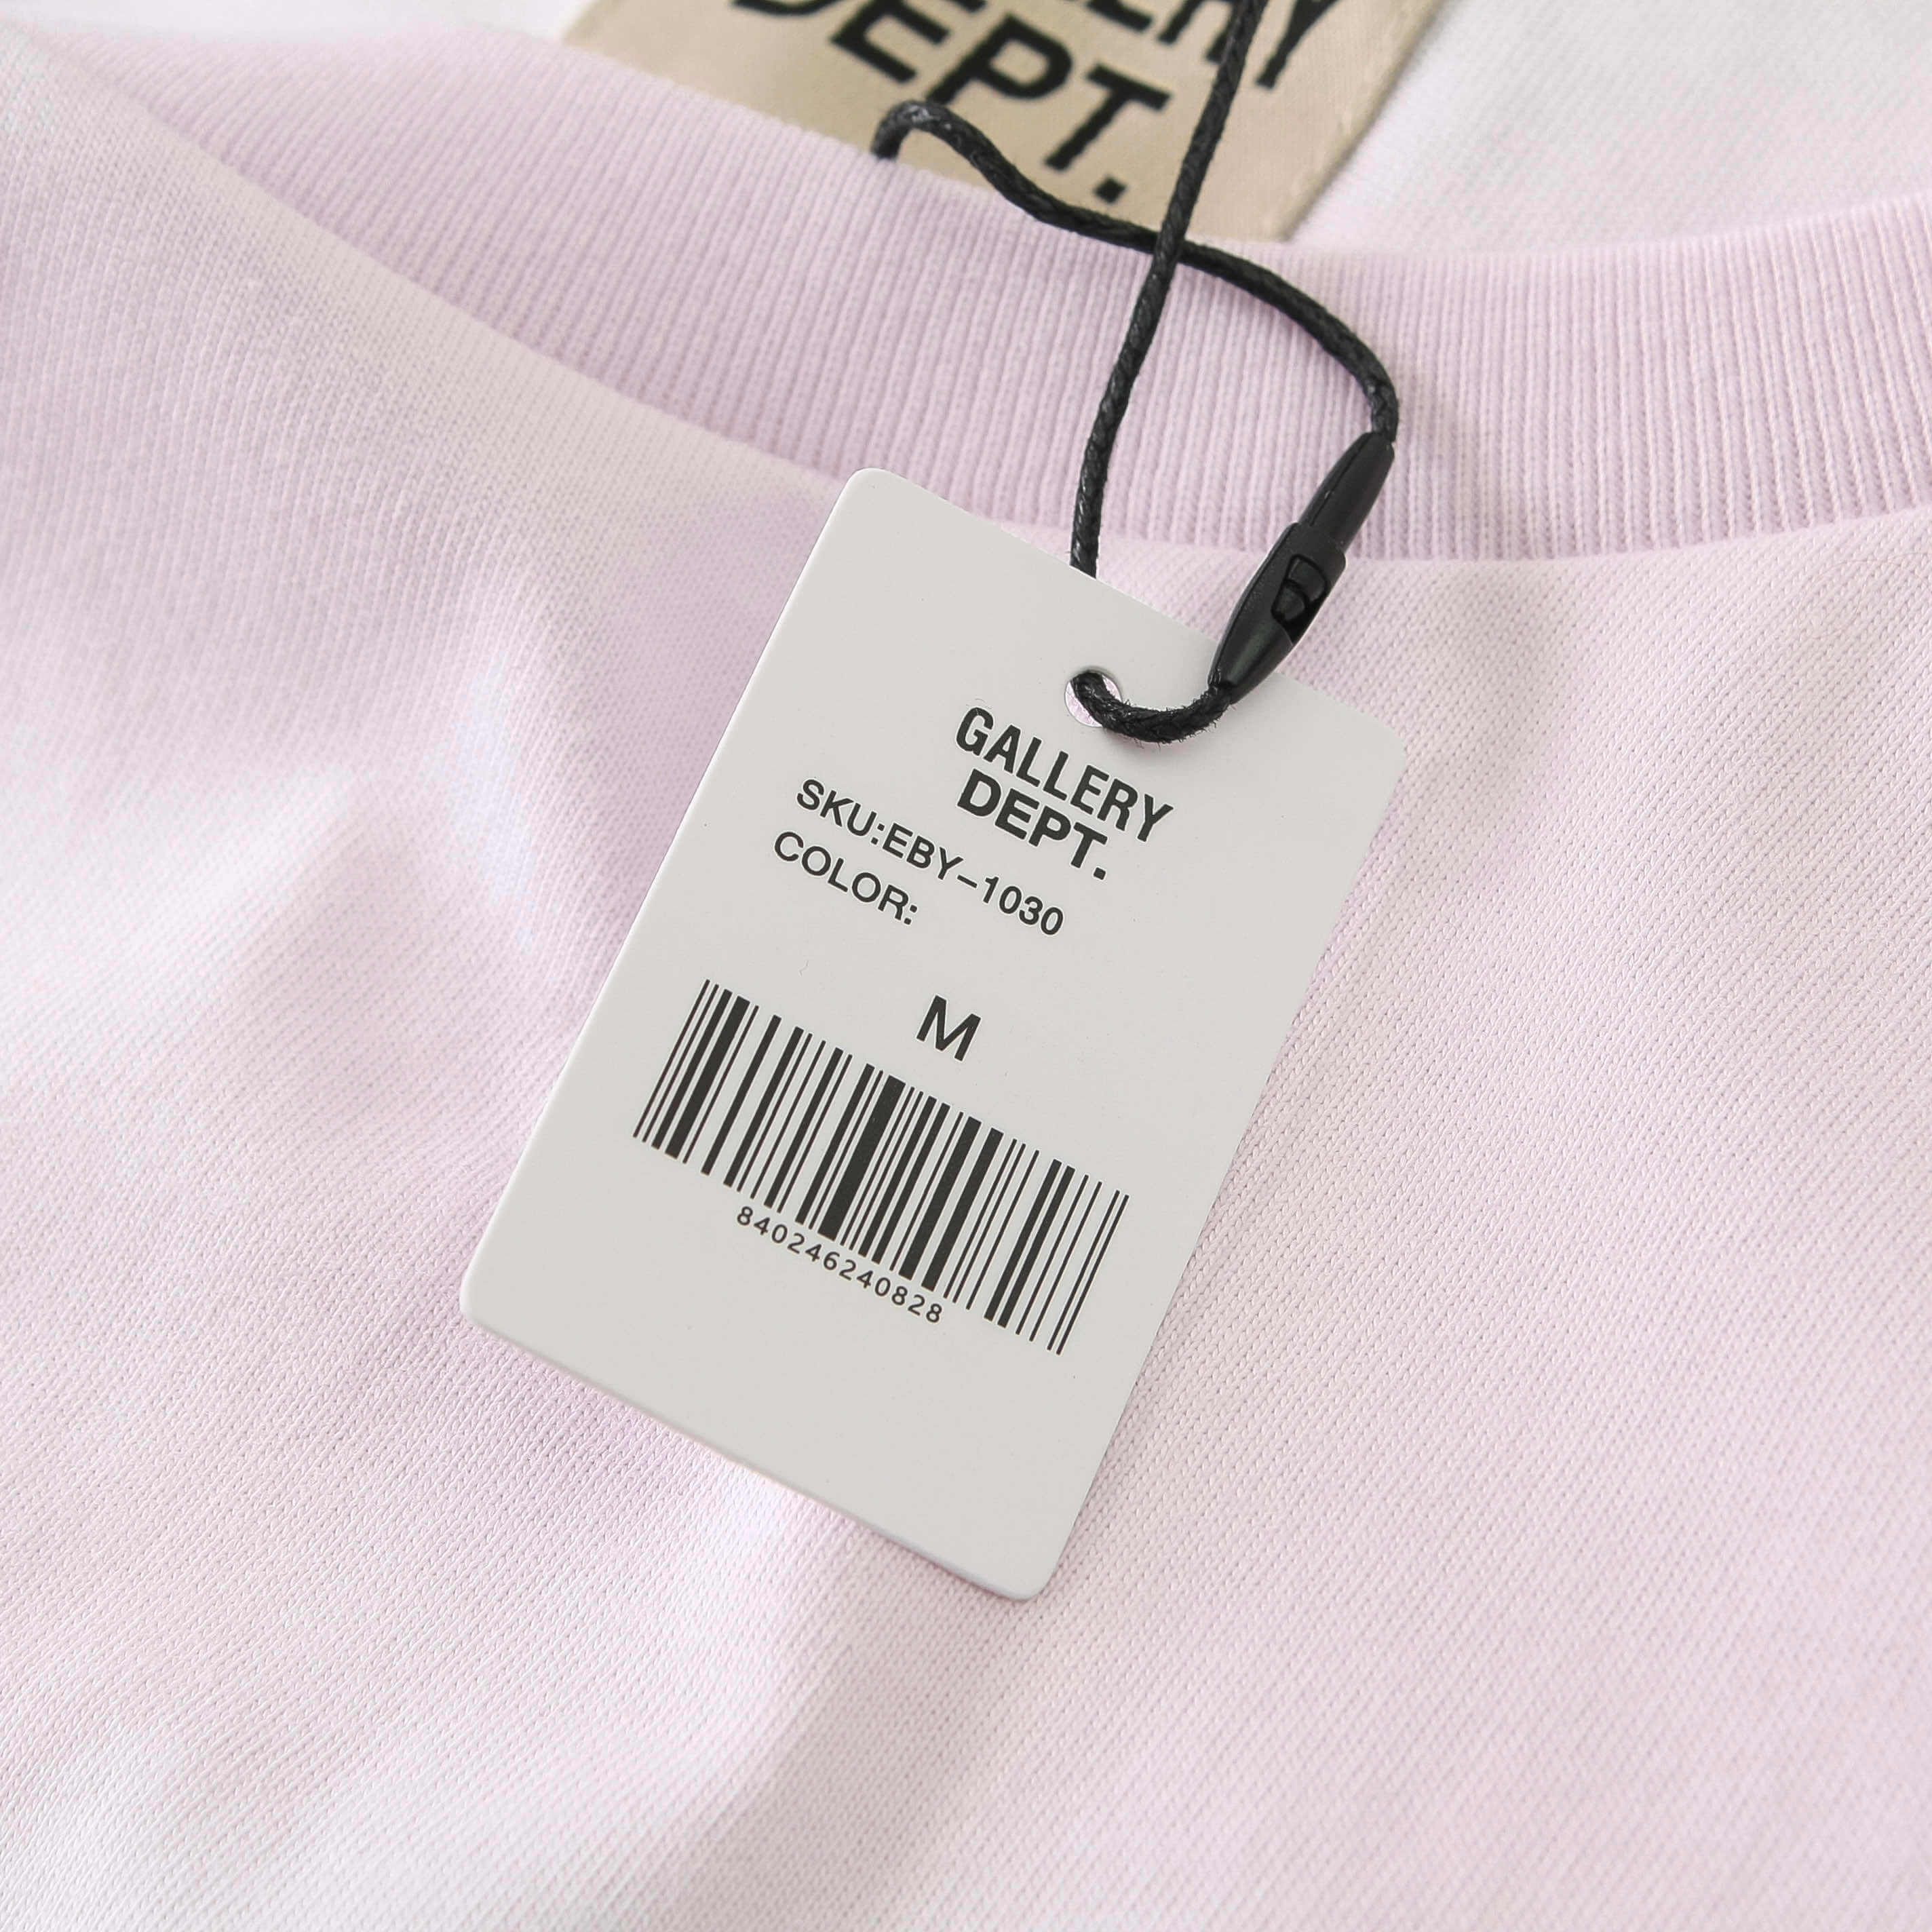 DEPT.
GALLERY
DEPT.
SKU:EBY-1030
COLOR:
M
840246240828